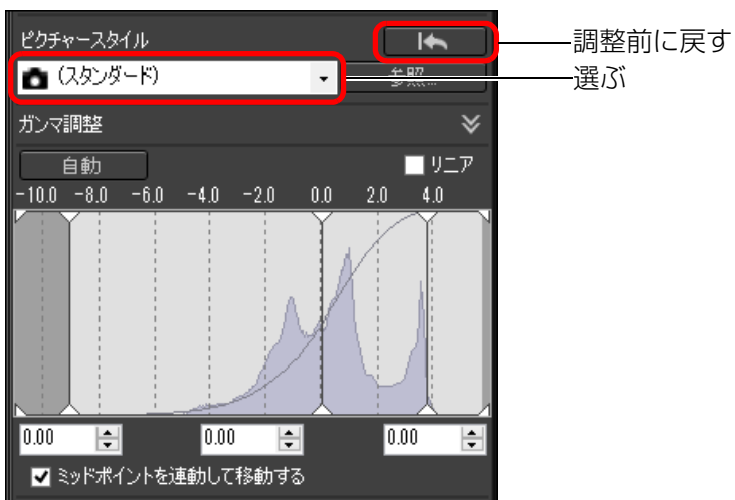 ピクチャースタイル
調整前に戻す
(スタンダード)
参照...
選ぶ
ガンマ調整
自動
リニア
-10.0 -8.0 -6.0 -4.0 -2.0 0.0 2.0 4.0
0.00 0.00 0.00
ミッドポイントを連動して移動する